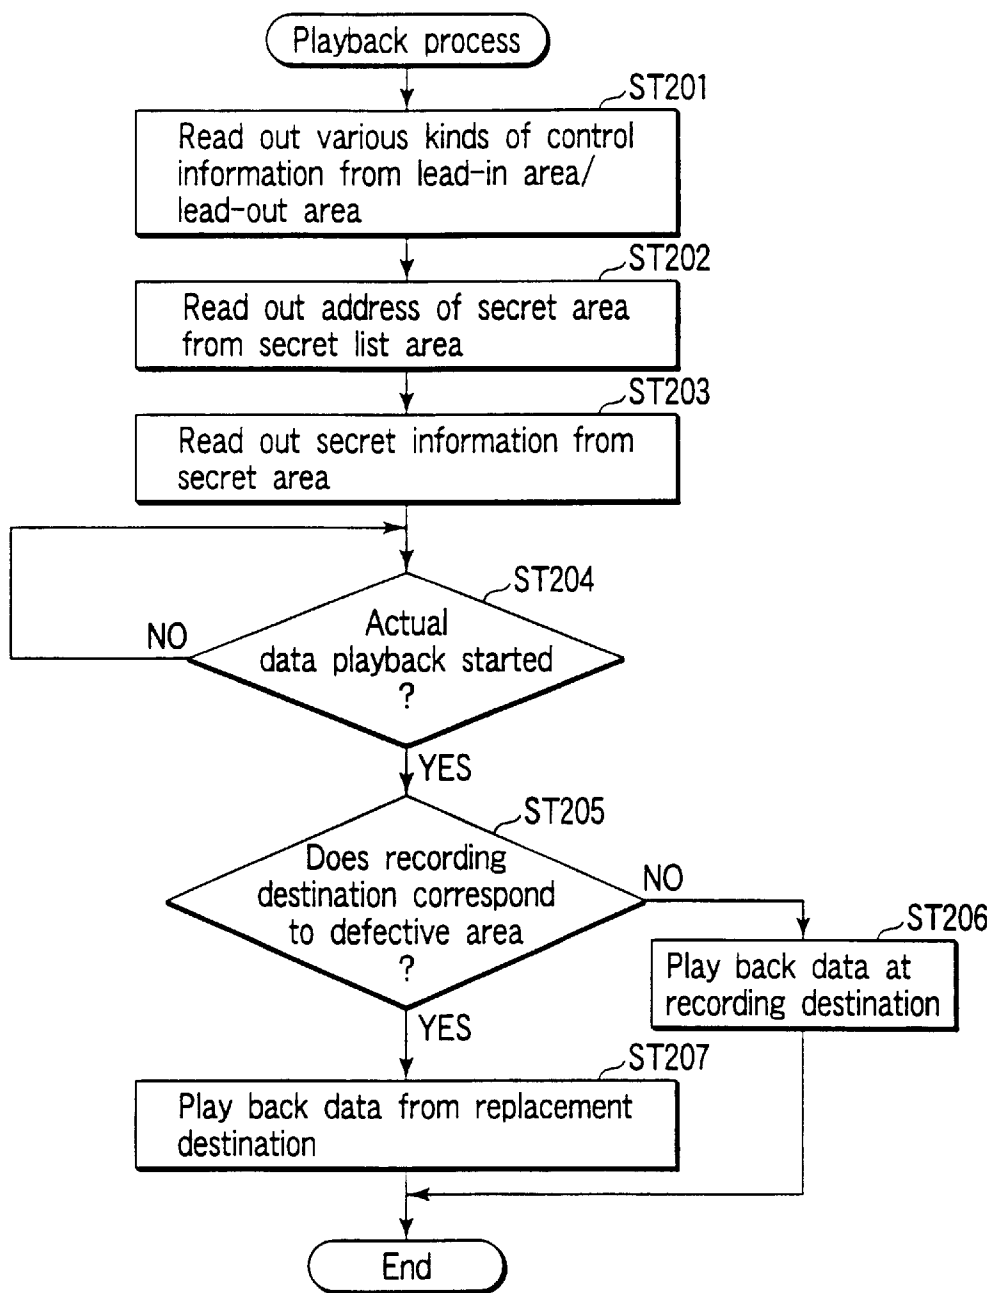 Playback process
ST201
Read out various kinds of control
information from lead-in area/
lead-out area
ST202
Read out address of secret area
from secret list area
ST203
Read out secret information from
secret area
ST204
Actual
data playback started
?
NO
YES
ST205
Does recording
destination correspond
to defective area
?
NO
YES
ST206
Play back data at
recording destination
ST207
Play back data from replacement
destination
End